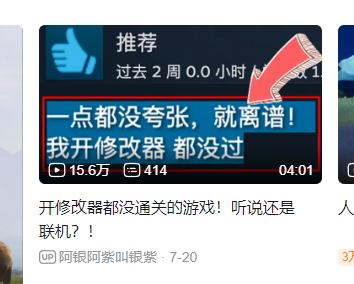 推荐
过去 2 周 0.0 小时
一点都没夸张，就离谱！
我开修改器 都没过
15.6万 414 04:01
开修改器都没通关的游戏！听说还是
联机？！
UP 阿银阿紫叫银紫 · 7-20
人
3万